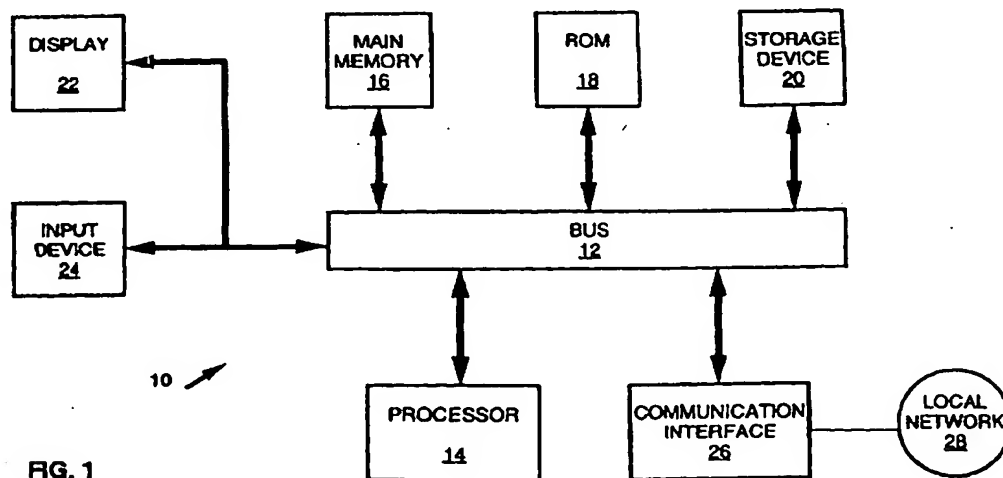 DISPLAY
22
MAIN
MEMORY
16
ROM
18
STORAGE
DEVICE
20
INPUT
DEVICE
24
BUS
12
10
PROCESSOR
14
COMMUNICATION
INTERFACE
26
LOCAL
NETWORK
28
FIG. 1